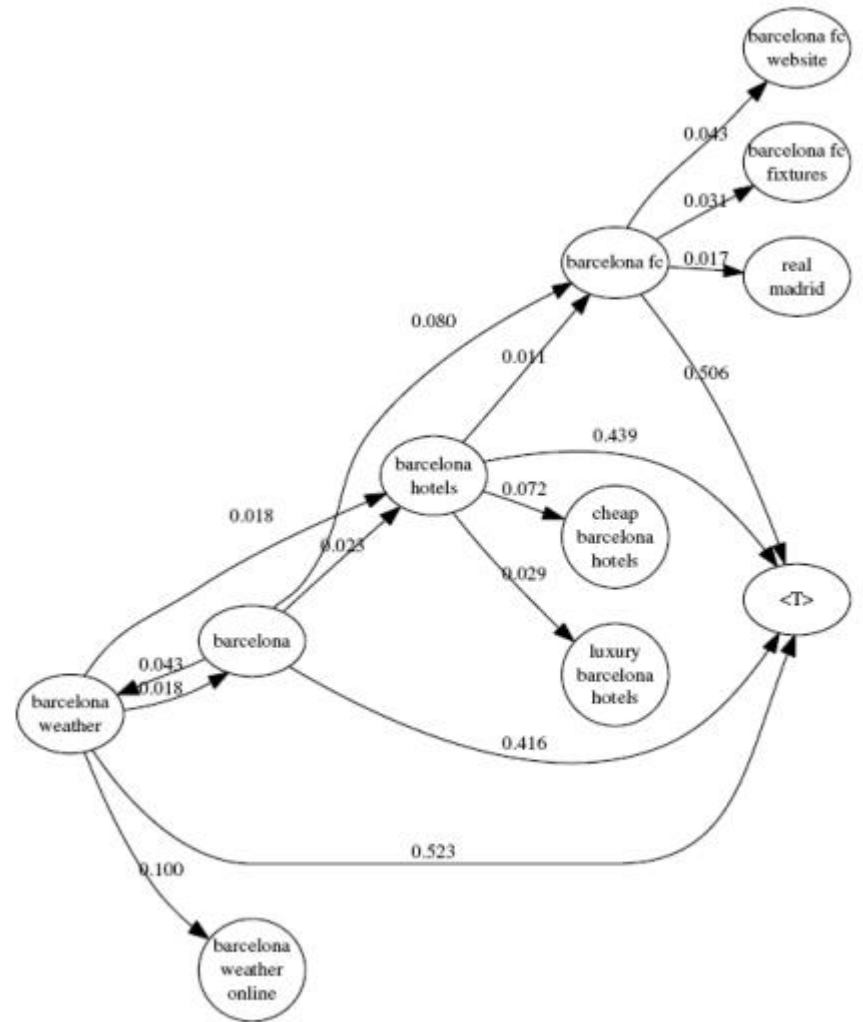 barcelona fc
website
0.043
barcelona fc
fixtures
0.031
barcelona fc
0.017
real
madrid
0.080
0.011
0.506
0.439
barcelona
hotels
0.072
cheap
barcelona
hotels
0.018
0.023
0.029
<T>
barcelona
luxury
barcelona
hotels
0.043
0.018
barcelona
weather
0.416
0.523
0.100
barcelona
weather
online